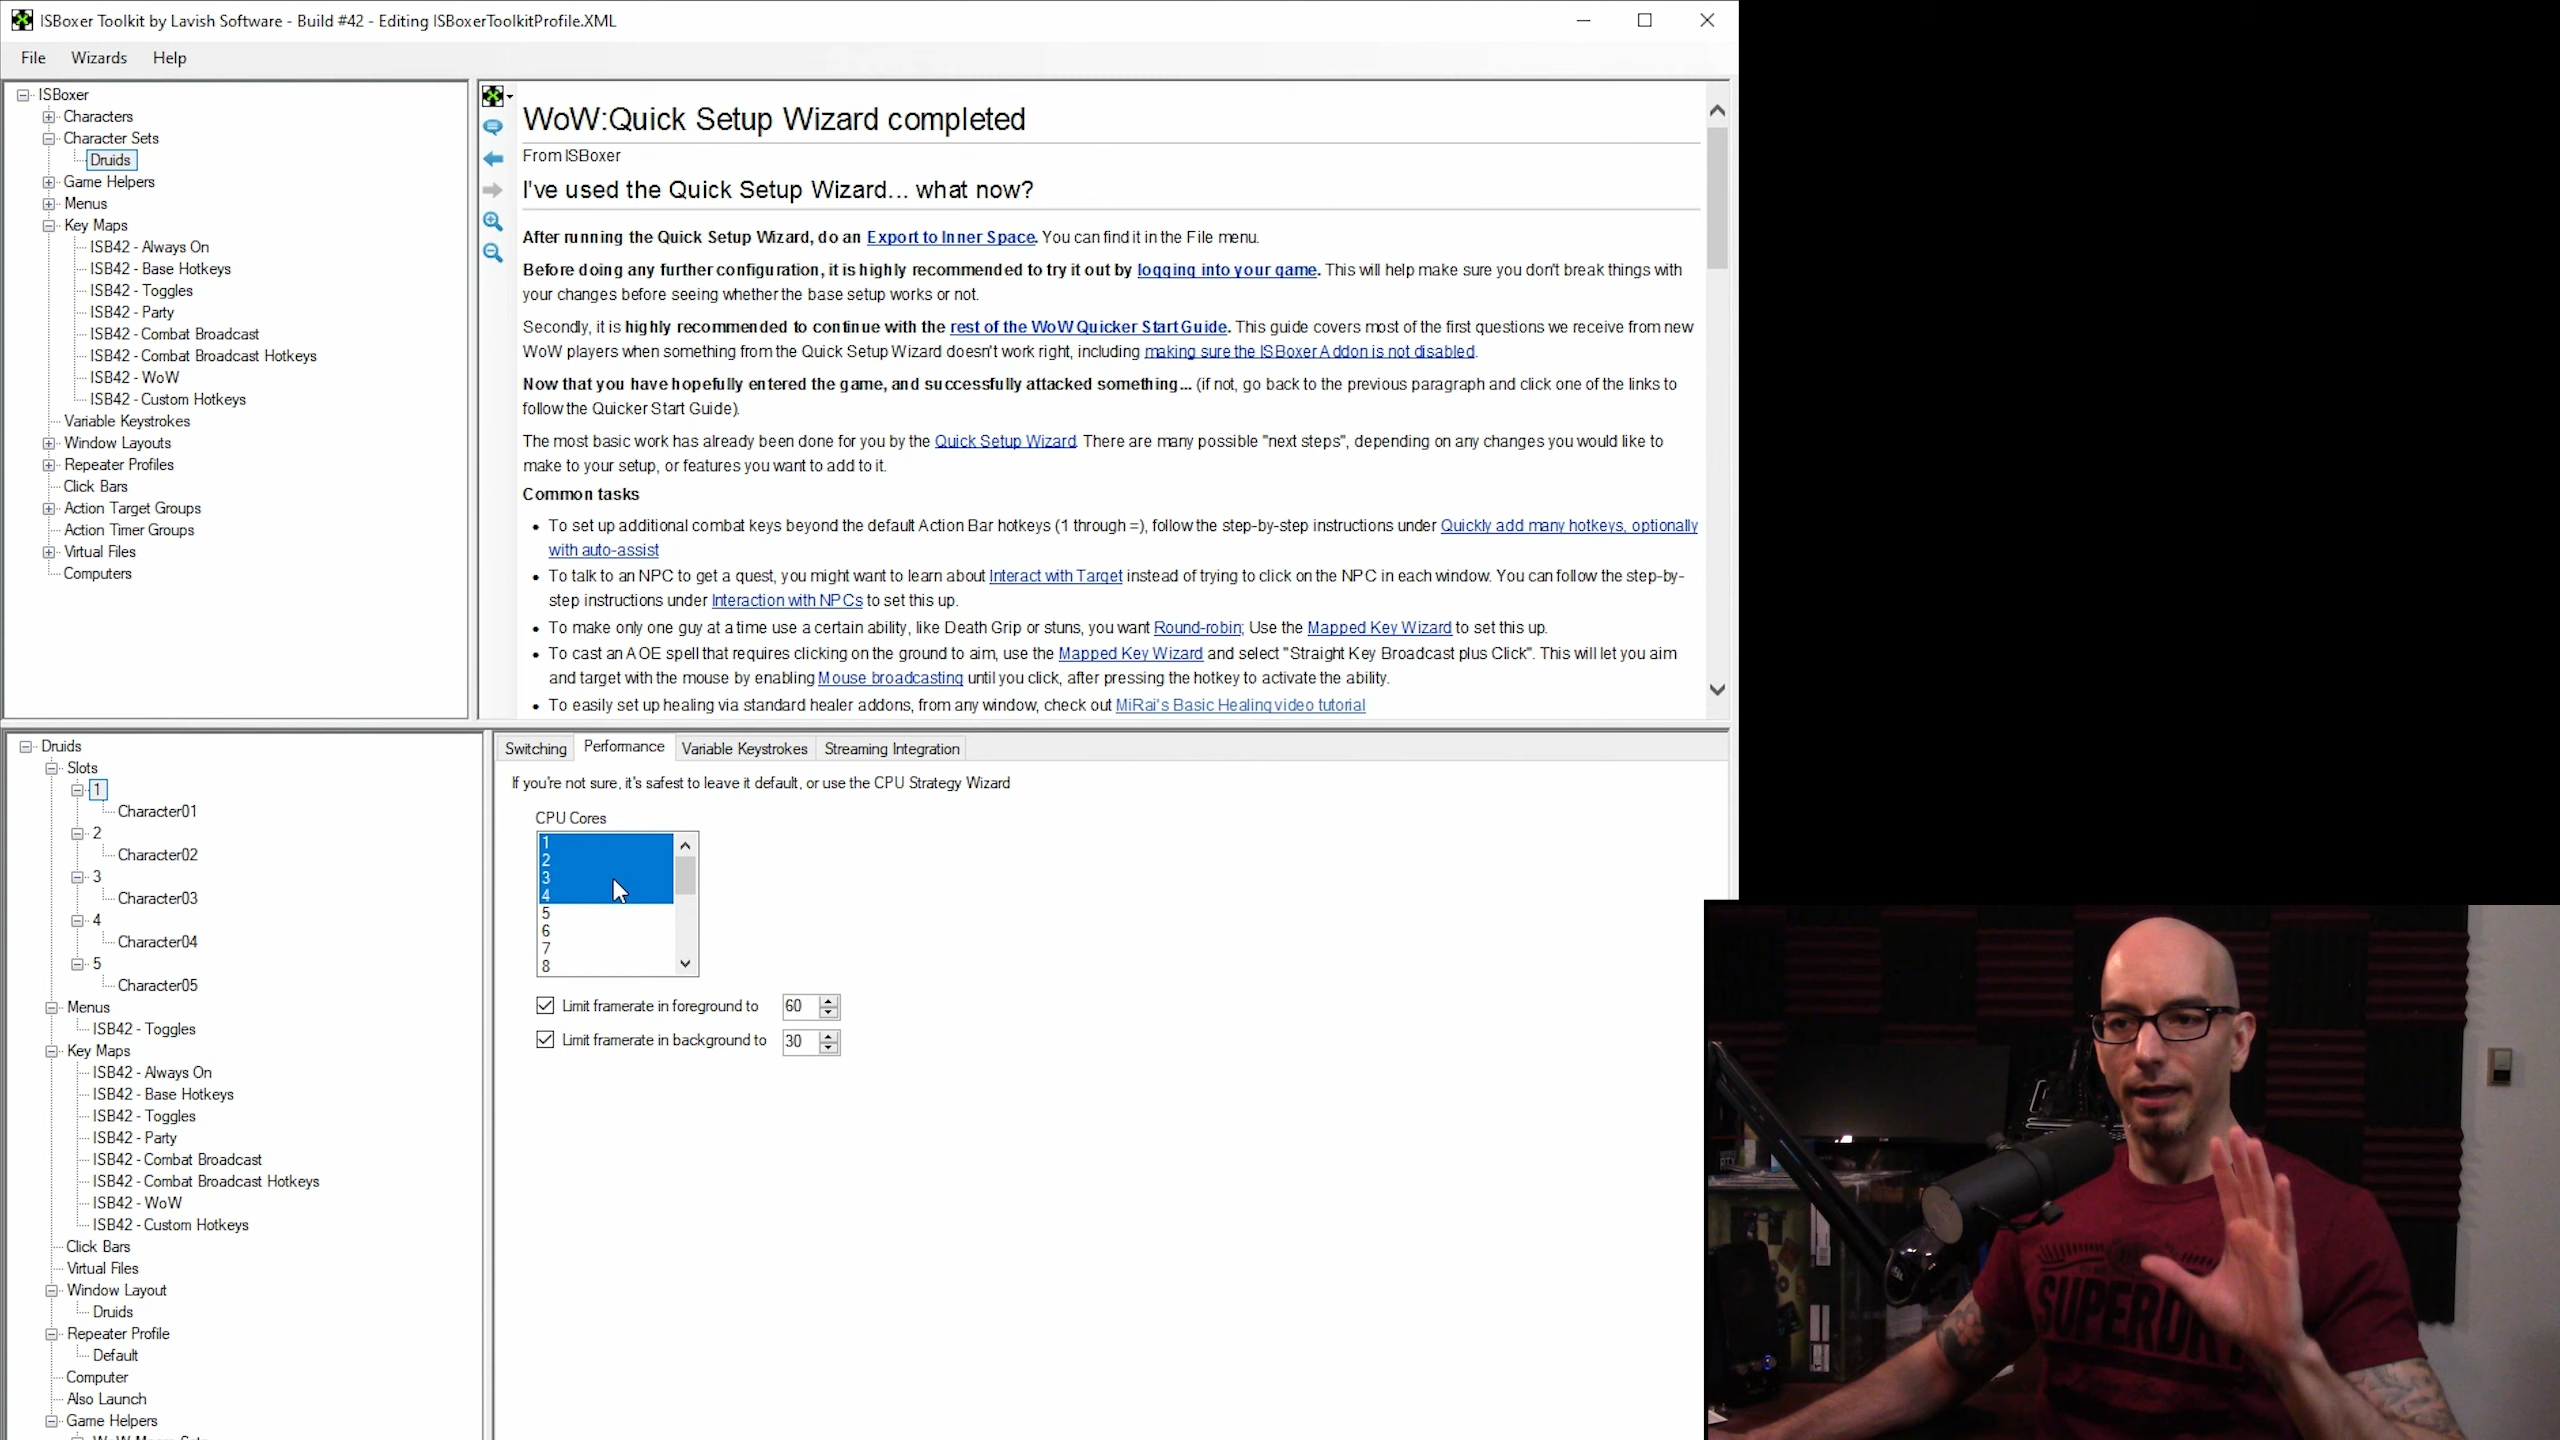 ISBoxer Toolkit by Lavish Software - Build #42 - Editing ISBoxerToolkitProfile.XML
File Wizards Help
ISBoxer
Characters
Character Sets
Druids
Game Helpers
Menus
Key Maps
ISB42 - Always On
ISB42 - Base Hotkeys
ISB42 - Toggles
ISB42 - Party
ISB42 - Combat Broadcast
ISB42 - Combat Broadcast Hotkeys
ISB42 - WoW
ISB42 - Custom Hotkeys
Variable Keystrokes
Window Layouts
Repeater Profiles
Click Bars
Action Target Groups
Action Timer Groups
Virtual Files
Computers
WoW:Quick Setup Wizard completed
From ISBoxer
I've used the Quick Setup Wizard... what now?
After running the Quick Setup Wizard, do an Export to Inner Space. You can find it in the File menu.
Before doing any further configuration, it is highly recommended to try it out by logging into your game. This will help make sure you don't break things with
your changes before seeing whether the base setup works or not.
Secondly, it is highly recommended to continue with the rest of the WoW Quicker Start Guide. This guide covers most of the first questions we receive from new
WoW players when something from the Quick Setup Wizard doesn't work right, including making sure the ISBoxer Addon is not disabled.
Now that you have hopefully entered the game, and successfully attacked something... (if not, go back to the previous paragraph and click one of the links to
follow the Quicker Start Guide).
The most basic work has already been done for you by the Quick Setup Wizard. There are many possible "next steps", depending on any changes you would like to
make to your setup, or features you want to add to it.
Common tasks
To set up additional combat keys beyond the default Action Bar hotkeys (1 through =), follow the step-by-step instructions under Quickly add many hotkeys, optionally
with auto-assist
To talk to an NPC to get a quest, you might want to learn about Interact with Target instead of trying to click on the NPC in each window. You can follow the step-by-
step instructions under Interaction with NPCs to set this up.
To make only one guy at a time use a certain ability, like Death Grip or stuns, you want Round-robin; Use the Mapped Key Wizard to set this up.
To cast an AOE spell that requires clicking on the ground to aim, use the Mapped Key Wizard and select "Straight Key Broadcast plus Click". This will let you aim
and target with the mouse by enabling Mouse broadcasting until you click, after pressing the hotkey to activate the ability.
To easily set up healing via standard healer addons, from any window, check out MiRai's Basic Healing video tutorial
Druids
Slots
1
Character01
2
Character02
3
Character03
4
Character04
5
Character05
Menus
ISB42 - Toggles
Key Maps
ISB42 - Always On
ISB42 - Base Hotkeys
ISB42 - Toggles
ISB42 - Party
ISB42 - Combat Broadcast
ISB42 - Combat Broadcast Hotkeys
ISB42 - WoW
ISB42 - Custom Hotkeys
Click Bars
Virtual Files
Window Layout
Druids
Repeater Profile
Default
Computer
Also Launch
Game Helpers
Switching Performance Variable Keystrokes Streaming Integration
If you're not sure, it's safest to leave it default, or use the CPU Strategy Wizard
CPU Cores
1
2
3
4
5
6
7
8
Limit framerate in foreground to 60
Limit framerate in background to 30